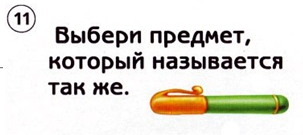 11
Выбери предмет,
который называется
так же.